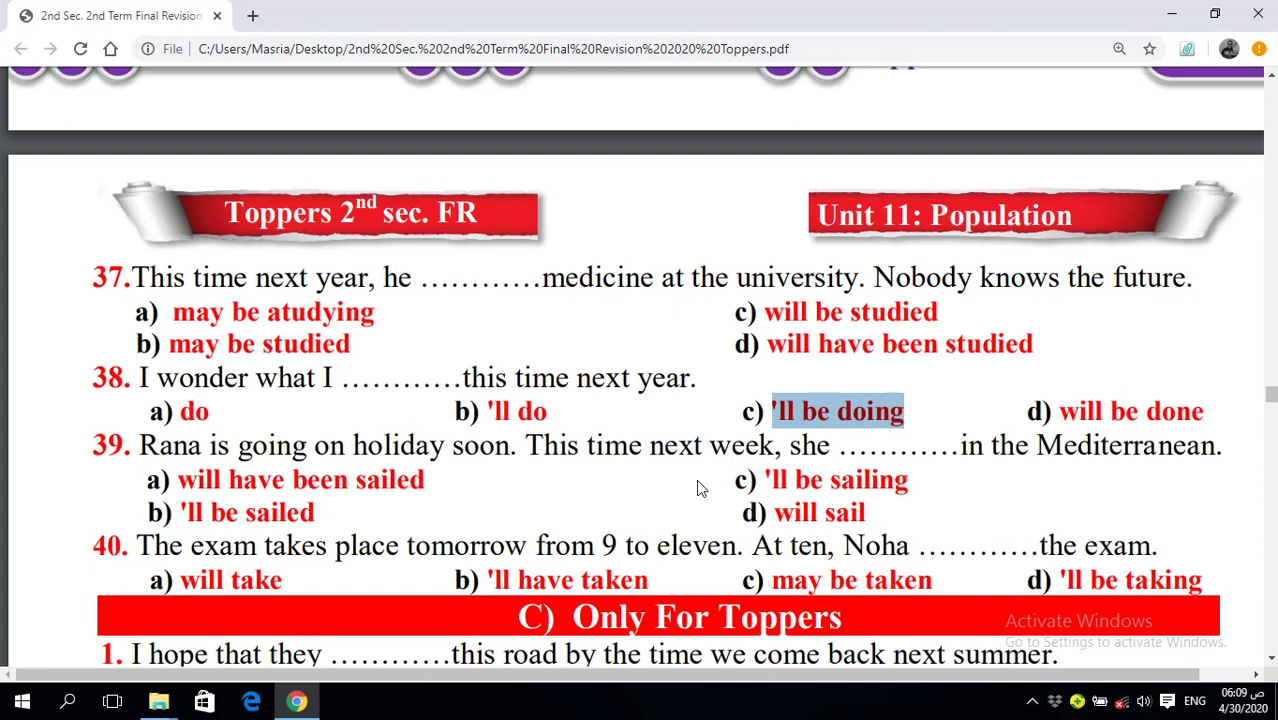 2nd Sec. 2nd Term Final Revision
File C:/Users/Masria/Desktop/2nd%20Sec.%202nd%20Term%20Final%20Revision%202020%20Toppers.pdf
Toppers 2nd sec. FR
Unit 11: Population
37.This time next year, he …………medicine at the university. Nobody knows the future.
a) may be atudying c) will be studied
b) may be studied d) will have been studied
38. I wonder what I …………this time next year.
a) do b) 'll do c) 'll be doing d) will be done
39. Rana is going on holiday soon. This time next week, she …………in the Mediterranean.
a) will have been sailed c) 'll be sailing
b) 'll be sailed d) will sail
40. The exam takes place tomorrow from 9 to eleven. At ten, Noha …………the exam.
a) will take b) 'll have taken c) may be taken d) 'll be taking
C) Only For Toppers
Activate Windows
Go to Settings to activate Windows.
1. I hope that they …………this road by the time we come back next summer.
ENG
06:09 ص
4/30/2020